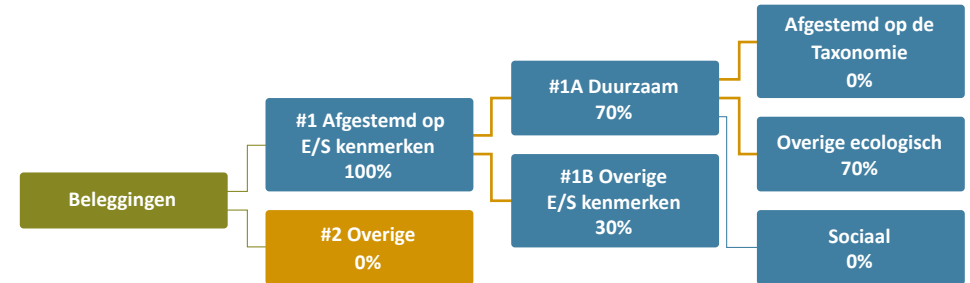 Beleggingen
#1 Afgestemd op
E/S kenmerken
100%
#2 Overige
0%
#1A Duurzaam
70%
#1B Overige
E/S kenmerken
30%
Afgestemd op de
Taxonomie
0%
Overige ecologisch
70%
Sociaal
0%